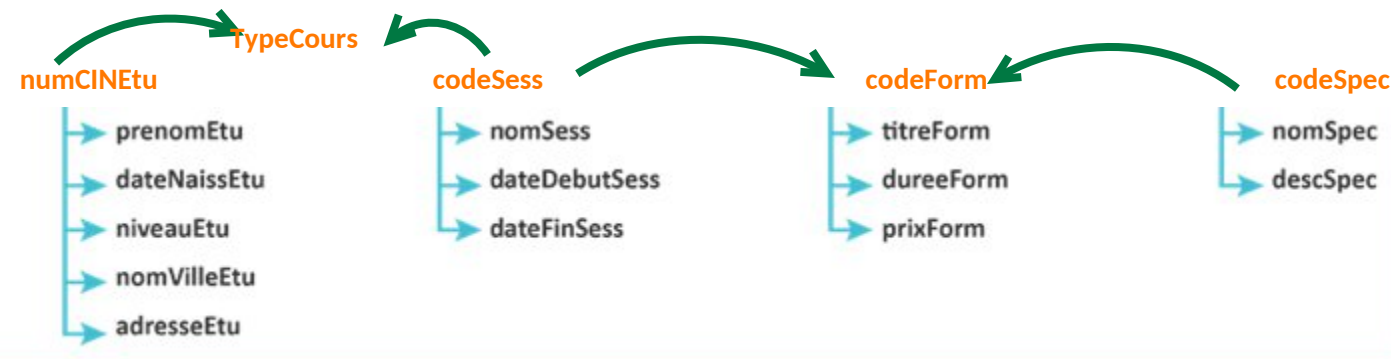 TypeCours
numCINEtu
codeSess
codeForm
codeSpec
prenomEtu
nomSess
titreForm
nomSpec
dateNaissEtu
dateDebutSess
dureeForm
descSpec
niveauEtu
dateFinSess
prixForm
nomVilleEtu
adresseEtu